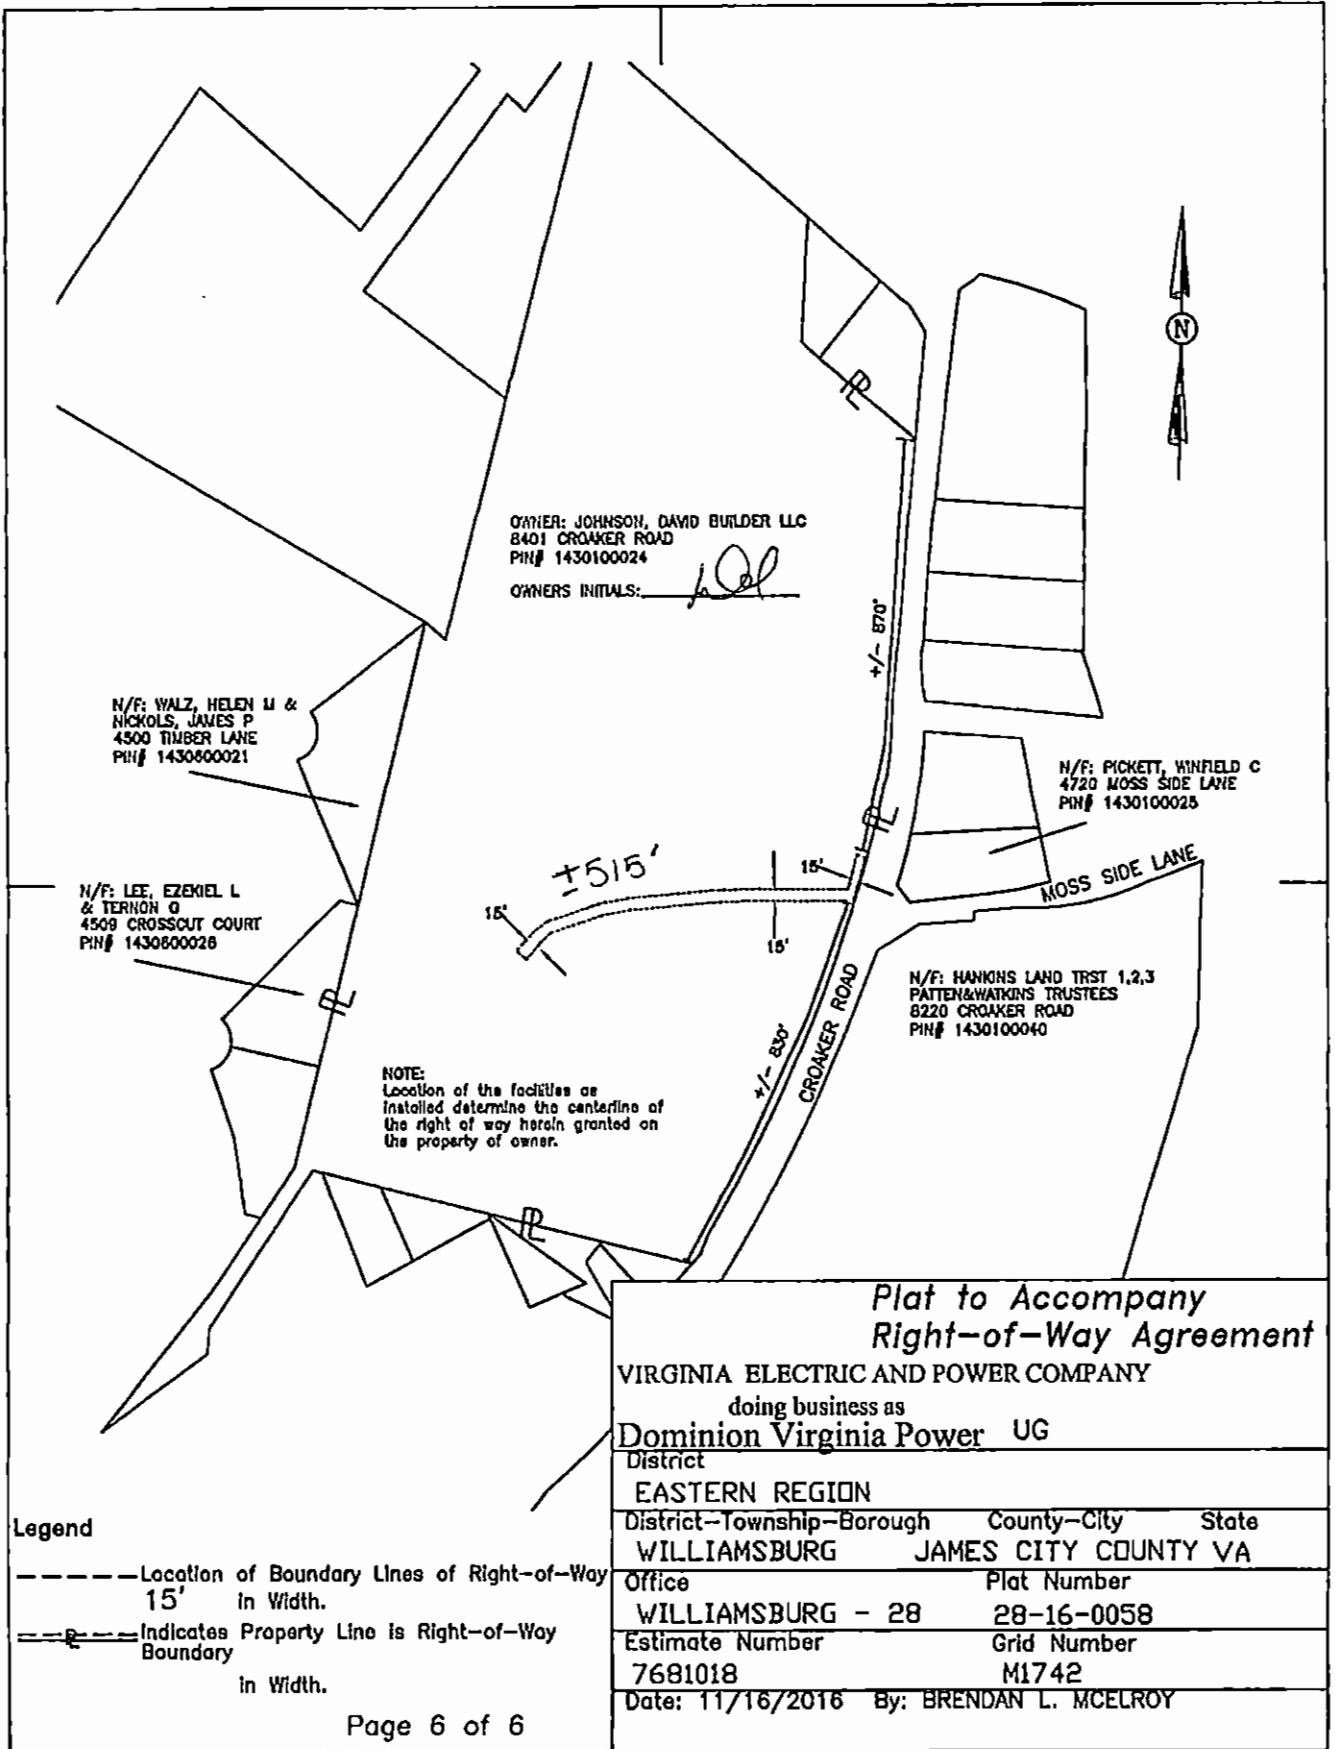 N
OWNER: JOHNSON, DAVID BUILDER LLC
8401 CROAKER ROAD
PIN# 1430100024
OWNERS INITIALS:
PL
+/- 870'
N/F: WALZ, HELEN M &
NICKOLS, JAMES P
4500 TIMBER LANE
PIN# 1430600021
N/F: PICKETT, WINFIELD C
4720 MOSS SIDE LANE
PIN# 1430100025
PL
MOSS SIDE LANE
±515'
15'
15'
15'
N/F: LEE, EZEKIEL L
& TERNON Q
4509 CROSSCUT COURT
PIN# 1430600026
PL
N/F: HANKINS LAND TRST 1,2,3
PATTEN&WATKINS TRUSTEES
8220 CROAKER ROAD
PIN# 1430100040
CROAKER ROAD
+/- 830'
NOTE:
Location of the facilities as
installed determine the centerline of
the right of way herein granted on
the property of owner.
PL
Plat to Accompany
Right-of-Way Agreement
VIRGINIA ELECTRIC AND POWER COMPANY
doing business as
Dominion Virginia Power UG
District
EASTERN REGION
District-Township-Borough County-City State
WILLIAMSBURG JAMES CITY COUNTY VA
Office Plat Number
WILLIAMSBURG - 28 28-16-0058
Estimate Number Grid Number
7681018 M1742
Date: 11/16/2016 By: BRENDAN L. MCELROY
Legend
Location of Boundary Lines of Right-of-Way
15' in Width.
PL Indicates Property Line is Right-of-Way
Boundary
in Width.
Page 6 of 6